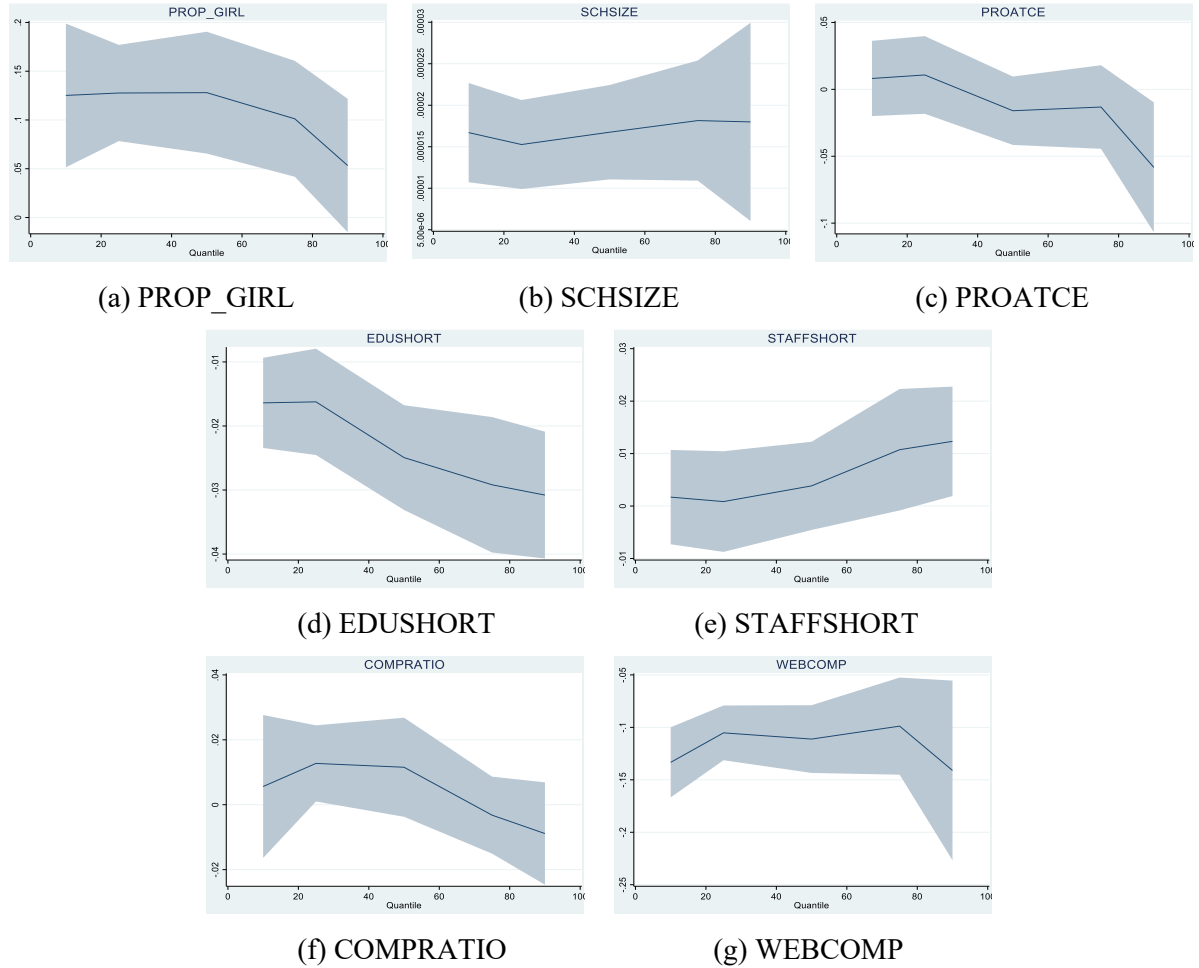 PROP_GIRL
.2
.15
.1
.05
0
0 20 40 60 80 100
Quantile
(a) PROP_GIRL
SCHSIZE
.00003
.000025
.00002
.000015
.00001
5.00e-06
0 20 40 60 80 100
Quantile
(b) SCHSIZE
PROATCE
.05
0
-.05
-.1
0 20 40 60 80 100
Quantile
(c) PROATCE
EDUSHORT
-.01
-.02
-.03
-.04
0 20 40 60 80 100
Quantile
(d) EDUSHORT
STAFFSHORT
.03
.02
.01
0
-.01
0 20 40 60 80 100
Quantile
(e) STAFFSHORT
COMPRATIO
.04
.02
0
-.02
0 20 40 60 80 100
Quantile
(f) COMPRATIO
WEBCOMP
-.05
-.1
-.15
-.2
-.25
0 20 40 60 80 100
Quantile
(g) WEBCOMP